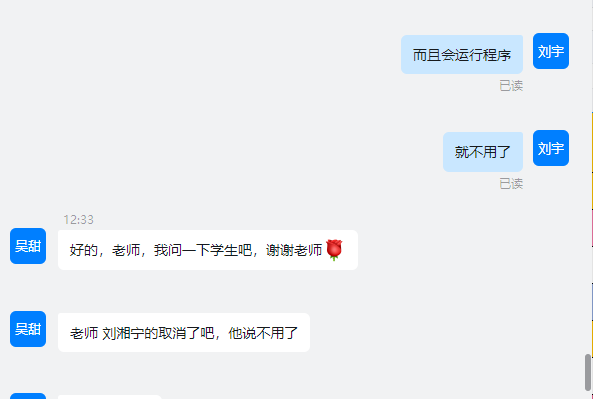 而且会运行程序
刘宇
已读
就不用了
刘宇
已读
12:33
吴甜
好的，老师，我问一下学生吧，谢谢老师🌹
吴甜
老师 刘湘宁的取消了吧，他说不用了